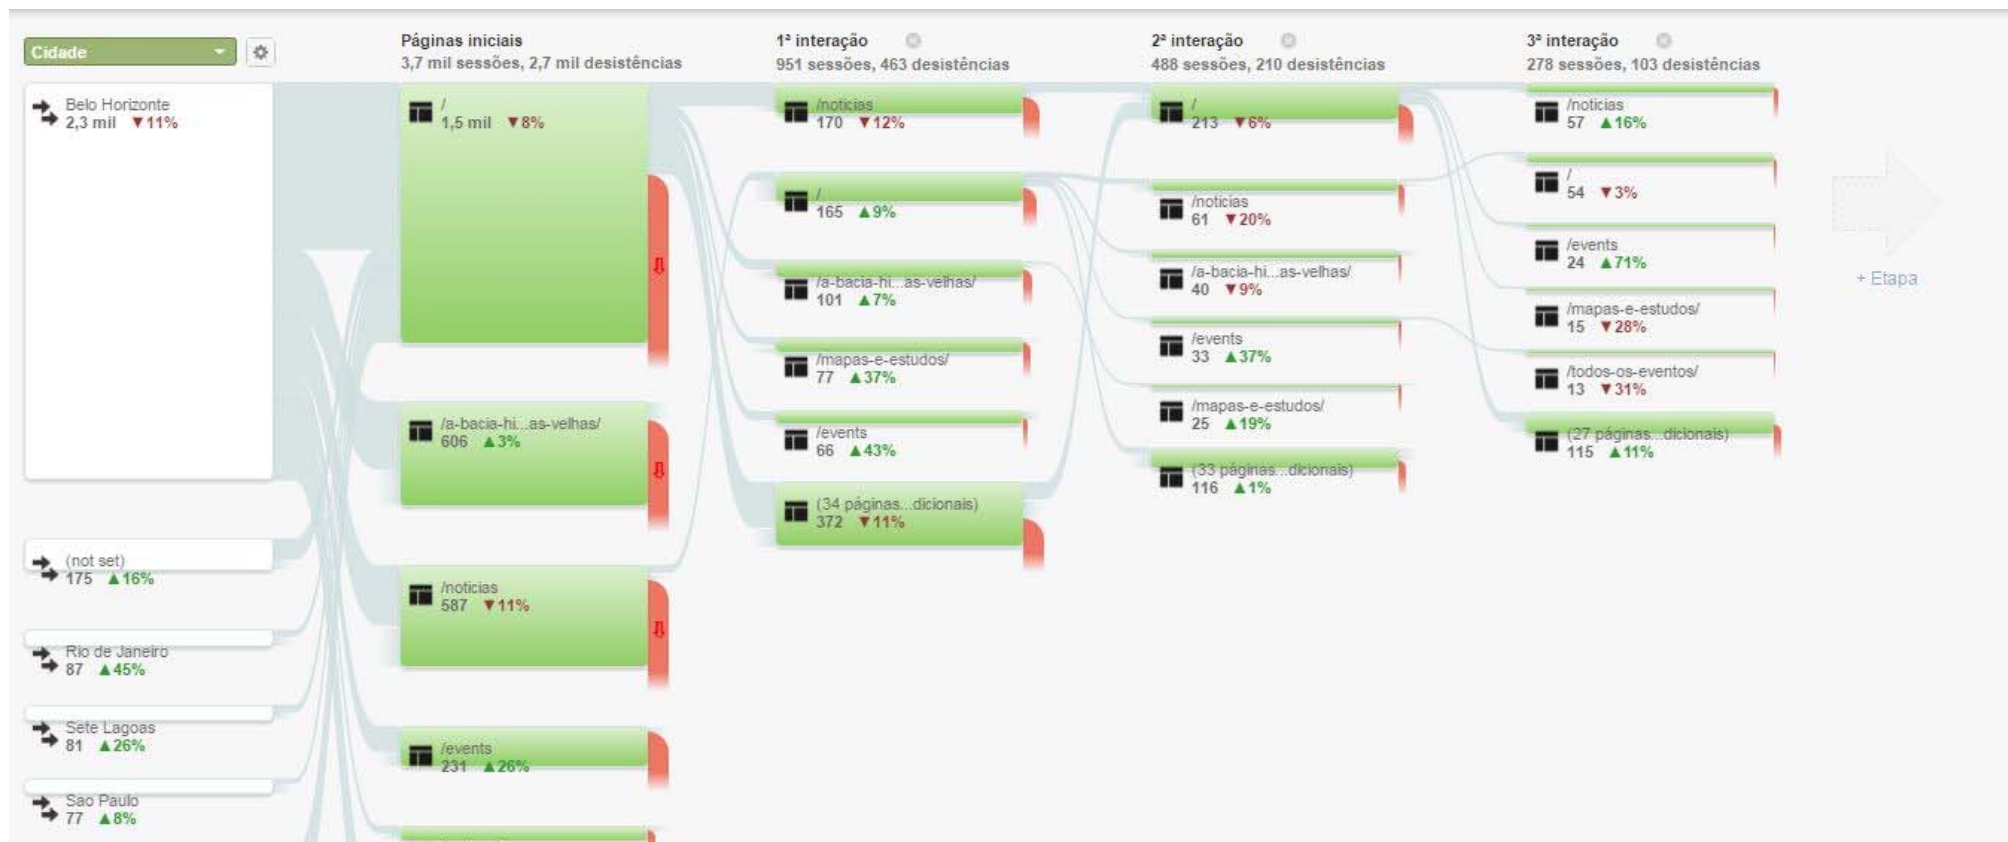 Cidade
Belo Horizonte
2,3 mil ▼11%
(not set)
175 ▲16%
Rio de Janeiro
87 ▲45%
Sete Lagoas
81 ▲26%
Sao Paulo
77 ▲8%
Páginas iniciais
3,7 mil sessões, 2,7 mil desistências
/
1,5 mil ▼8%
/a-bacia-hi...as-velhas/
606 ▲3%
/noticias
587 ▼11%
/events
231 ▲26%
1ª interação
951 sessões, 463 desistências
/noticias
170 ▼12%
/
165 ▲9%
/a-bacia-hi...as-velhas/
101 ▲7%
/mapas-e-estudos/
77 ▲37%
/events
66 ▲43%
(34 páginas...dicionais)
372 ▼11%
2ª interação
488 sessões, 210 desistências
/
213 ▼6%
/noticias
61 ▼20%
/a-bacia-hi...as-velhas/
40 ▼9%
/events
33 ▲37%
/mapas-e-estudos/
25 ▲19%
(33 páginas...dicionais)
116 ▲1%
3ª interação
278 sessões, 103 desistências
/noticias
57 ▲16%
/
54 ▼3%
/events
24 ▲71%
/mapas-e-estudos/
15 ▼28%
/todos-os-eventos/
13 ▼31%
(27 páginas...dicionais)
115 ▲11%
+ Etapa